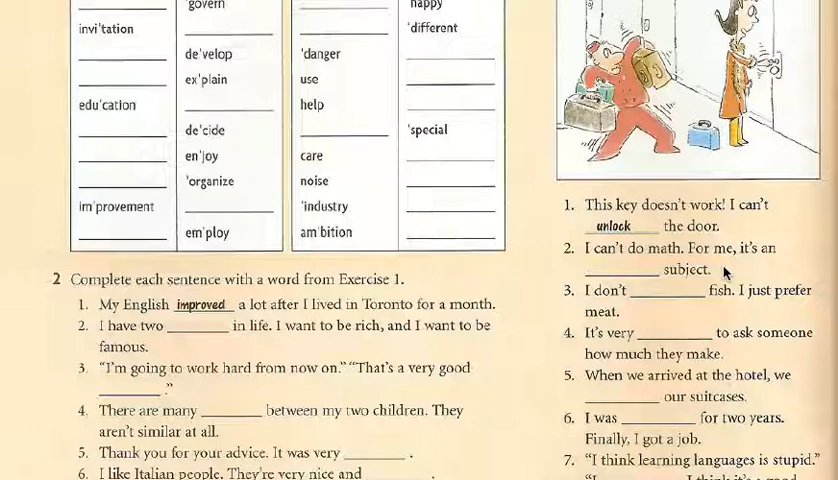 'govern
happy
invi'tation
'different
de'velop
'danger
ex'plain
use
edu'cation
help
de'cide
'special
en'joy
care
'organize
noise
im'provement
'industry
em'ploy
am'bition
2 Complete each sentence with a word from Exercise 1.
1. My English improved a lot after I lived in Toronto for a month.
2. I have two ________ in life. I want to be rich, and I want to be
famous.
3. "I'm going to work hard from now on." "That's a very good
________ ."
4. There are many ________ between my two children. They
aren't similar at all.
5. Thank you for your advice. It was very ________ .
6. I like Italian people. They're very nice and ________ .
1. This key doesn't work! I can't
unlock the door.
2. I can't do math. For me, it's an
________ subject.
3. I don't ________ fish. I just prefer
meat.
4. It's very ________ to ask someone
how much they make.
5. When we arrived at the hotel, we
________ our suitcases.
6. I was ________ for two years.
Finally, I got a job.
7. "I think learning languages is stupid."